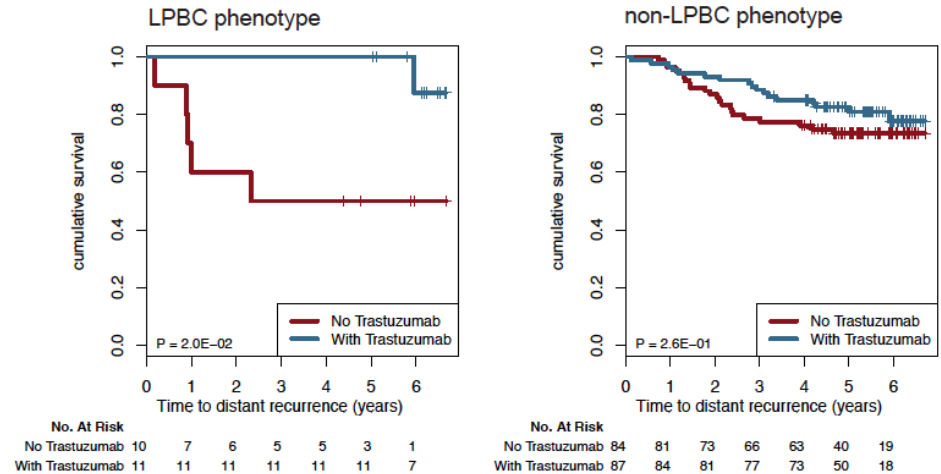 LPBC phenotype
cumulative survival
1.0
0.8
0.6
0.4
0.2
0.0
P = 2.0E−02
No Trastuzumab
With Trastuzumab
0 1 2 3 4 5 6
Time to distant recurrence (years)
No. At Risk
No Trastuzumab 10 7 6 5 5 3 1
With Trastuzumab 11 11 11 11 11 11 7
non-LPBC phenotype
cumulative survival
1.0
0.8
0.6
0.4
0.2
0.0
P = 2.6E−01
No Trastuzumab
With Trastuzumab
0 1 2 3 4 5 6
Time to distant recurrence (years)
No. At Risk
No Trastuzumab 84 81 73 66 63 40 19
With Trastuzumab 87 84 81 77 73 50 18